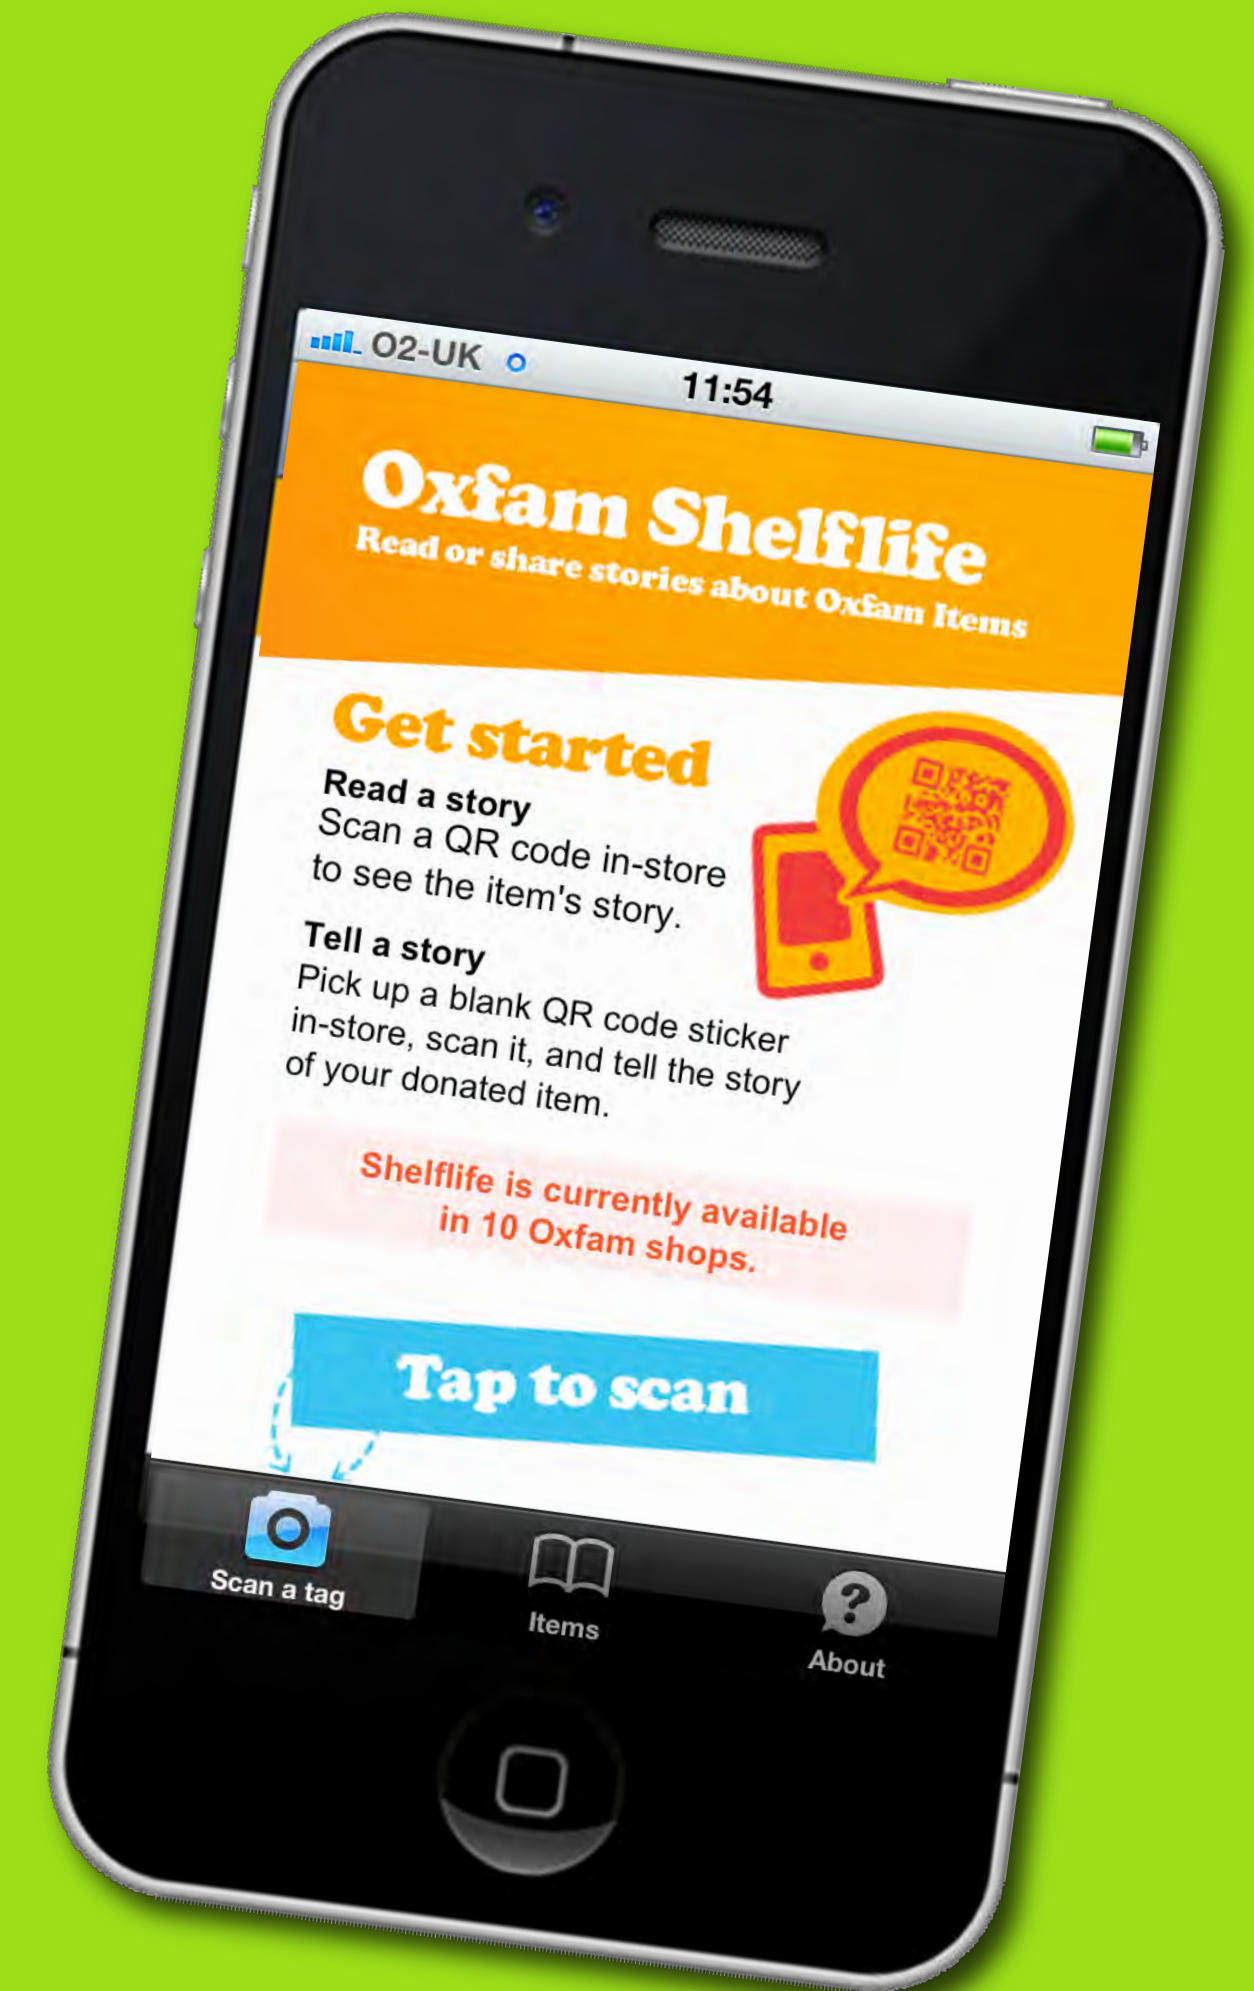 O2-UK
11:54
Oxfam Shelflife
Read or share stories about Oxfam Items
Get started
Read a story
Scan a QR code in-store
to see the item's story.
Tell a story
Pick up a blank QR code sticker
in-store, scan it, and tell the story
of your donated item.
Shelflife is currently available
in 10 Oxfam shops.
Tap to scan
Scan a tag
Items
About